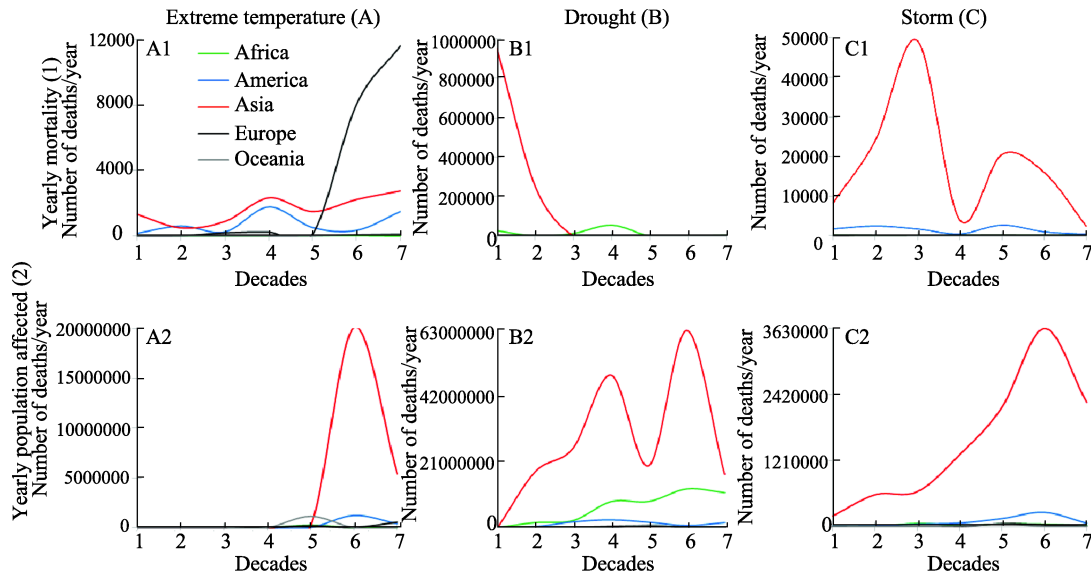 Extreme temperature (A)
Drought (B)
Storm (C)
Yearly mortality (1)
Number of deaths/year
12000
8000
4000
0
A1
Africa
America
Asia
Europe
Oceania
1 2 3 4 5 6 7
Decades
Number of deaths/year
1000000
800000
600000
400000
200000
0
B1
1 2 3 4 5 6 7
Decades
Number of deaths/year
50000
40000
30000
20000
10000
0
C1
1 2 3 4 5 6 7
Decades
Yearly population affected (2)
Number of deaths/year
20000000
15000000
10000000
5000000
0
A2
1 2 3 4 5 6 7
Decades
Number of deaths/year
63000000
42000000
21000000
0
B2
1 2 3 4 5 6 7
Decades
Number of deaths/year
3630000
2420000
1210000
0
C2
1 2 3 4 5 6 7
Decades